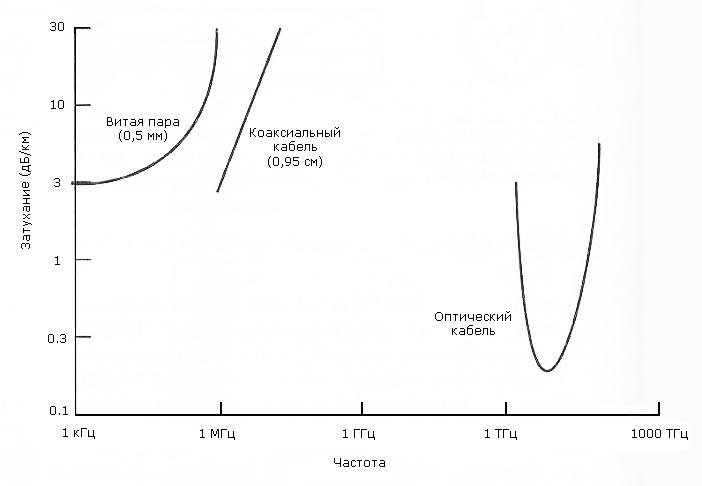 30
10
3
1
0.3
0.1
Затухание (дБ/км)
Витая пара
(0,5 мм)
Коаксиальный
кабель
(0,95 см)
Оптический
кабель
1 кГц
1 МГц
1 ГГц
1 ТГц
1000 ТГц
Частота